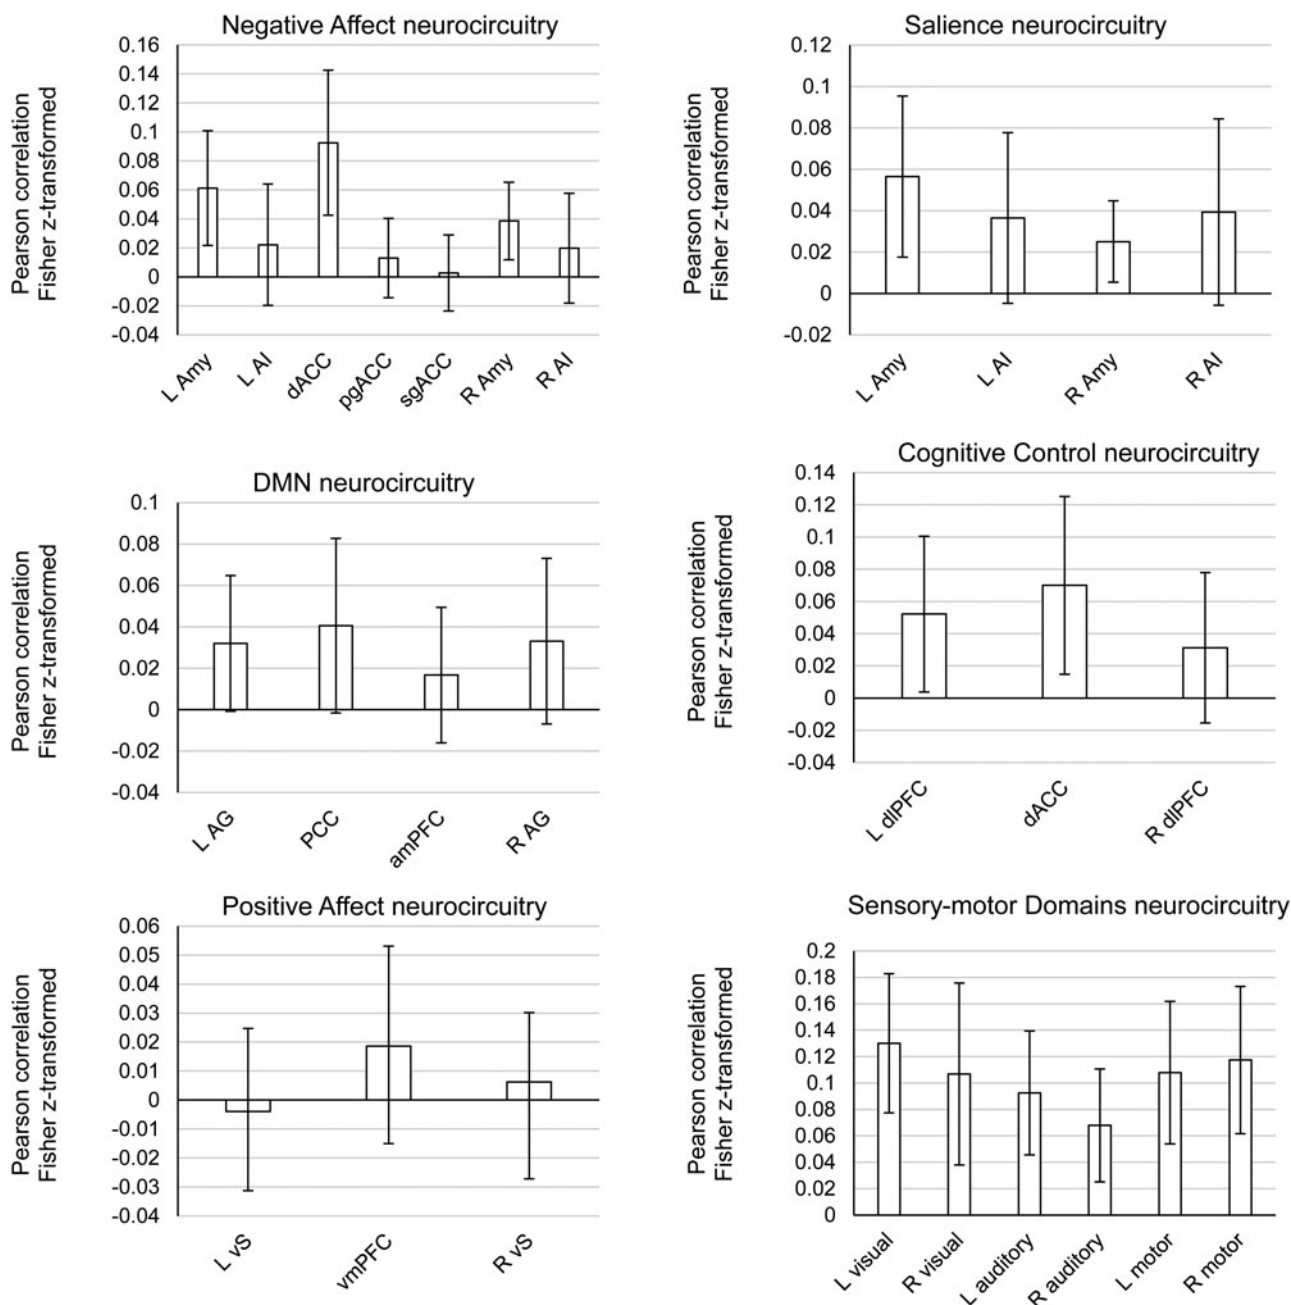 Negative Affect neurocircuitry
Pearson correlation
Fisher z-transformed
0.16
0.14
0.12
0.1
0.08
0.06
0.04
0.02
0
-0.02
-0.04
L Amy
L AI
dACC
pgACC
sgACC
R Amy
R AI
Salience neurocircuitry
Pearson correlation
Fisher z-transformed
0.12
0.1
0.08
0.06
0.04
0.02
0
-0.02
L Amy
L AI
R Amy
R AI
DMN neurocircuitry
Pearson correlation
Fisher z-transformed
0.1
0.08
0.06
0.04
0.02
0
-0.02
-0.04
L AG
PCC
amPFC
R AG
Cognitive Control neurocircuitry
Pearson correlation
Fisher z-transformed
0.14
0.12
0.1
0.08
0.06
0.04
0.02
0
-0.02
-0.04
L dlPFC
dACC
R dlPFC
Positive Affect neurocircuitry
Pearson correlation
Fisher z-transformed
0.06
0.05
0.04
0.03
0.02
0.01
0
-0.01
-0.02
-0.03
-0.04
L vS
vmPFC
R vS
Sensory-motor Domains neurocircuitry
Pearson correlation
Fisher z-transformed
0.2
0.18
0.16
0.14
0.12
0.1
0.08
0.06
0.04
0.02
0
L visual
R visual
L auditory
R auditory
L motor
R motor